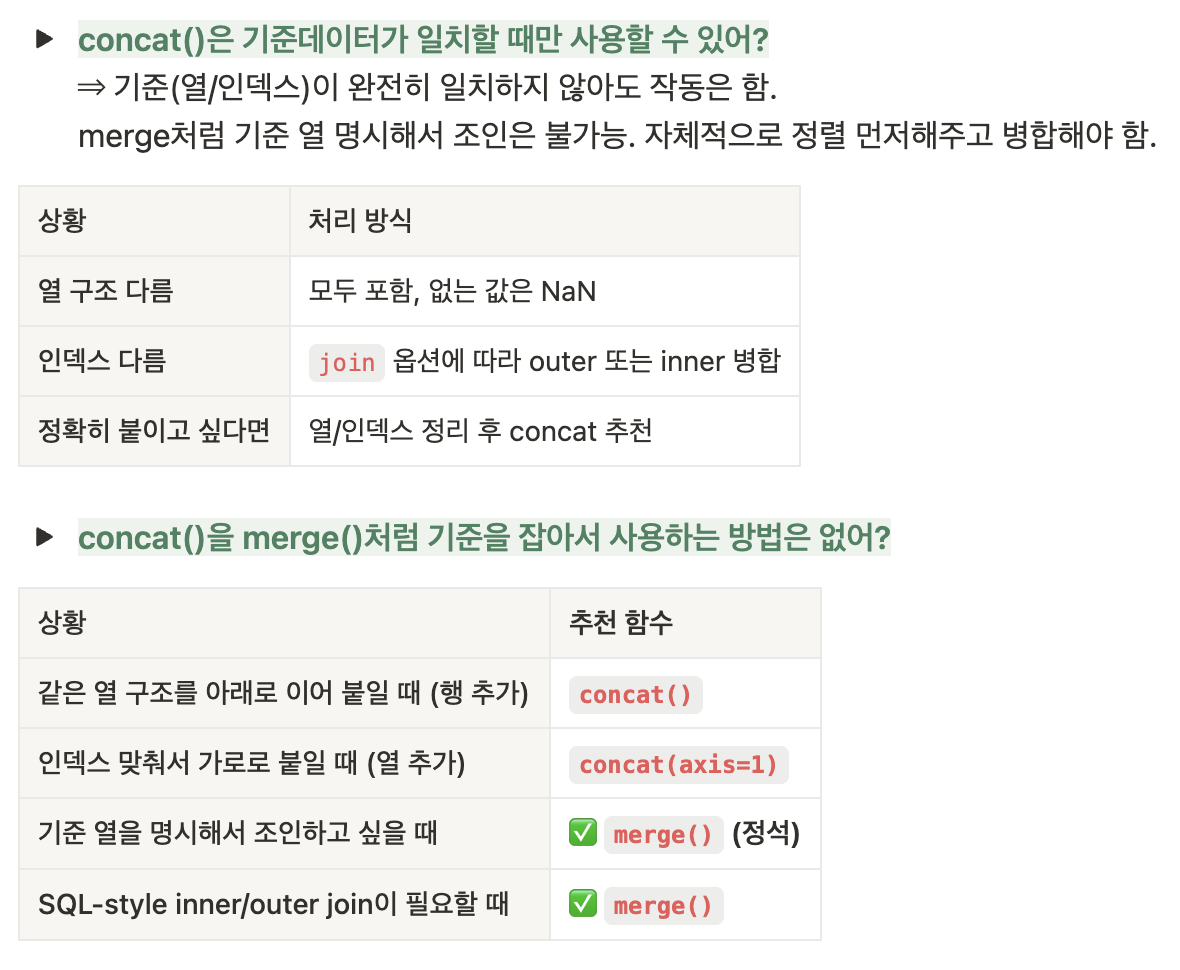 ▶ concat()은 기준데이터가 일치할 때만 사용할 수 있어?
⇒ 기준(열/인덱스)이 완전히 일치하지 않아도 작동은 함.
merge처럼 기준 열 명시해서 조인은 불가능. 자체적으로 정렬 먼저해주고 병합해야 함.
상황 처리 방식
열 구조 다름 모두 포함, 없는 값은 NaN
인덱스 다름 join 옵션에 따라 outer 또는 inner 병합
정확히 붙이고 싶다면 열/인덱스 정리 후 concat 추천
▶ concat()을 merge()처럼 기준을 잡아서 사용하는 방법은 없어?
상황 추천 함수
같은 열 구조를 아래로 이어 붙일 때 (행 추가) concat()
인덱스 맞춰서 가로로 붙일 때 (열 추가) concat(axis=1)
기준 열을 명시해서 조인하고 싶을 때 ✅ merge() (정석)
SQL-style inner/outer join이 필요할 때 ✅ merge()